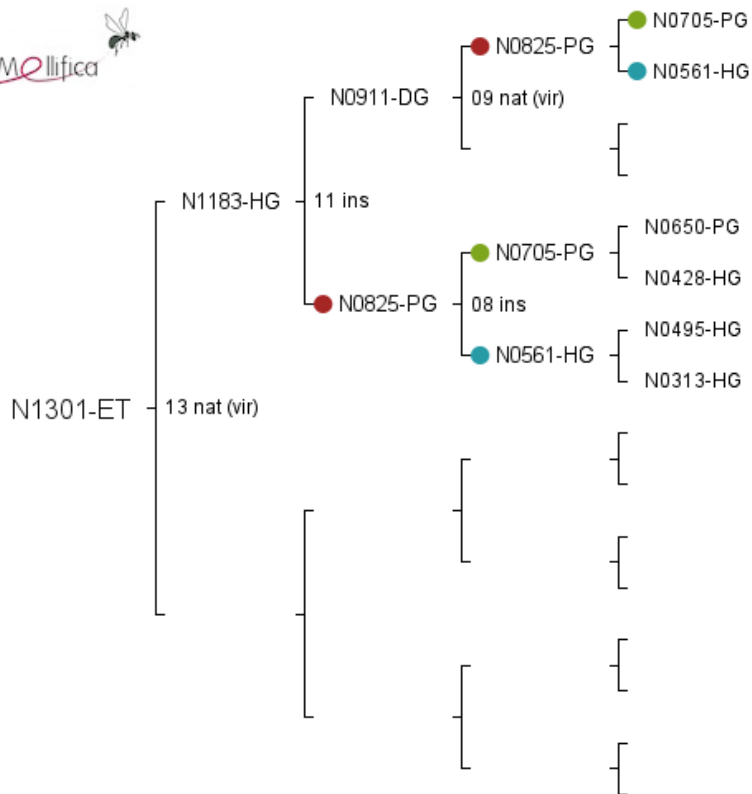 Mellifica
N0705-PG
N0825-PG
N0561-HG
N0911-DG
09 nat (vir)
N1183-HG
11 ins
N0650-PG
N0705-PG
N0428-HG
N0825-PG
08 ins
N0495-HG
N0561-HG
N0313-HG
N1301-ET
13 nat (vir)